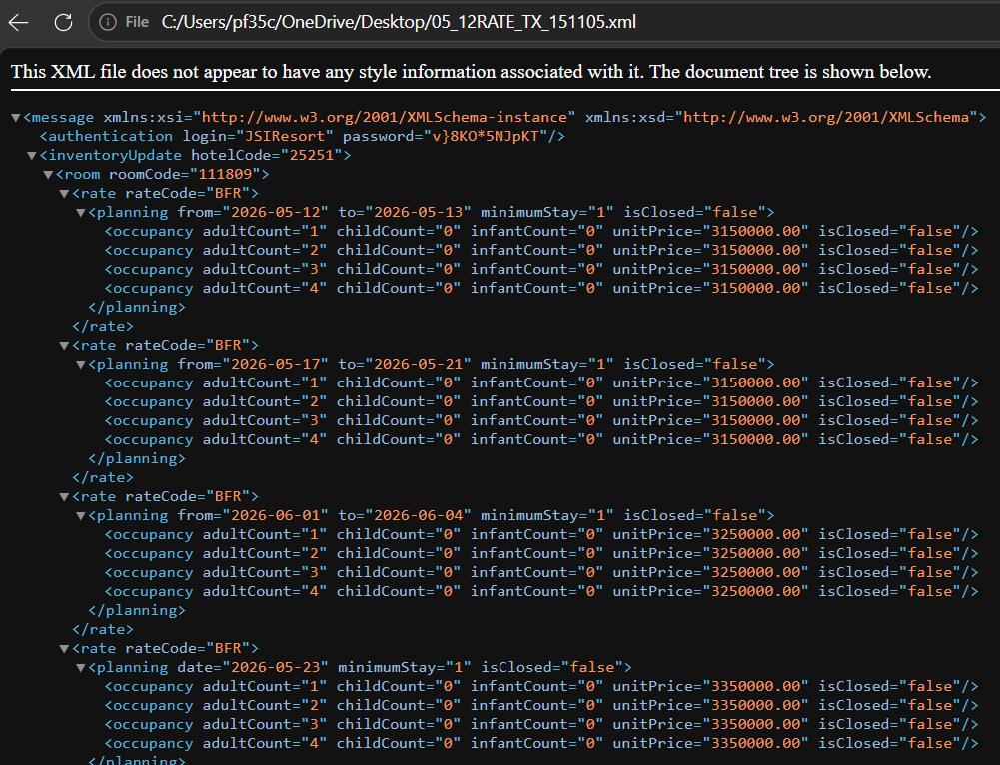 File C:/Users/pf35c/OneDrive/Desktop/05_12RATE_TX_151105.xml
This XML file does not appear to have any style information associated with it. The document tree is shown below.
▼<message xmlns:xsi="http://www.w3.org/2001/XMLSchema-instance" xmlns:xsd="http://www.w3.org/2001/XMLSchema">
<authentication login="JSIResort" password="v}8KO*5NJpKT"/>
▼<inventoryUpdate hotelCode="25251">
▼<room roomCode="111809">
▼<rate rateCode="BFR">
▼<planning from="2026-05-12" to="2026-05-13" minimumStay="1" isClosed="false">
<occupancy adultCount="1" childCount="0" infantCount="0" unitPrice="3150000.00" isClosed="false"/>
<occupancy adultCount="2" childCount="0" infantCount="0" unitPrice="3150000.00" isClosed="false"/>
<occupancy adultCount="3" childCount="0" infantCount="0" unitPrice="3150000.00" isClosed="false"/>
<occupancy adultCount="4" childCount="0" infantCount="0" unitPrice="3150000.00" isClosed="false"/>
</planning>
</rate>
▼<rate rateCode="BFR">
▼<planning from="2026-05-17" to="2026-05-21" minimumStay="1" isClosed="false">
<occupancy adultCount="1" childCount="0" infantCount="0" unitPrice="3150000.00" isClosed="false"/>
<occupancy adultCount="2" childCount="0" infantCount="0" unitPrice="3150000.00" isClosed="false"/>
<occupancy adultCount="3" childCount="0" infantCount="0" unitPrice="3150000.00" isClosed="false"/>
<occupancy adultCount="4" childCount="0" infantCount="0" unitPrice="3150000.00" isClosed="false"/>
</planning>
</rate>
▼<rate rateCode="BFR">
▼<planning from="2026-06-01" to="2026-06-04" minimumStay="1" isClosed="false">
<occupancy adultCount="1" childCount="0" infantCount="0" unitPrice="3250000.00" isClosed="false"/>
<occupancy adultCount="2" childCount="0" infantCount="0" unitPrice="3250000.00" isClosed="false"/>
<occupancy adultCount="3" childCount="0" infantCount="0" unitPrice="3250000.00" isClosed="false"/>
<occupancy adultCount="4" childCount="0" infantCount="0" unitPrice="3250000.00" isClosed="false"/>
</planning>
</rate>
▼<rate rateCode="BFR">
▼<planning date="2026-05-23" minimumStay="1" isClosed="false">
<occupancy adultCount="1" childCount="0" infantCount="0" unitPrice="3350000.00" isClosed="false"/>
<occupancy adultCount="2" childCount="0" infantCount="0" unitPrice="3350000.00" isClosed="false"/>
<occupancy adultCount="3" childCount="0" infantCount="0" unitPrice="3350000.00" isClosed="false"/>
<occupancy adultCount="4" childCount="0" infantCount="0" unitPrice="3350000.00" isClosed="false"/>
</planning>